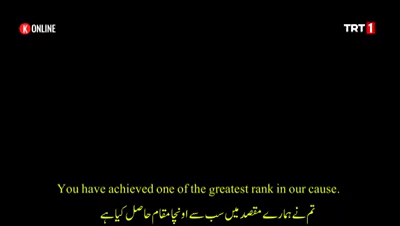 K ONLINE
TRT 1
You have achieved one of the greatest rank in our cause.
تم نے ہمارے مقصد میں سب سے اونچا مقام حاصل کیا ہے